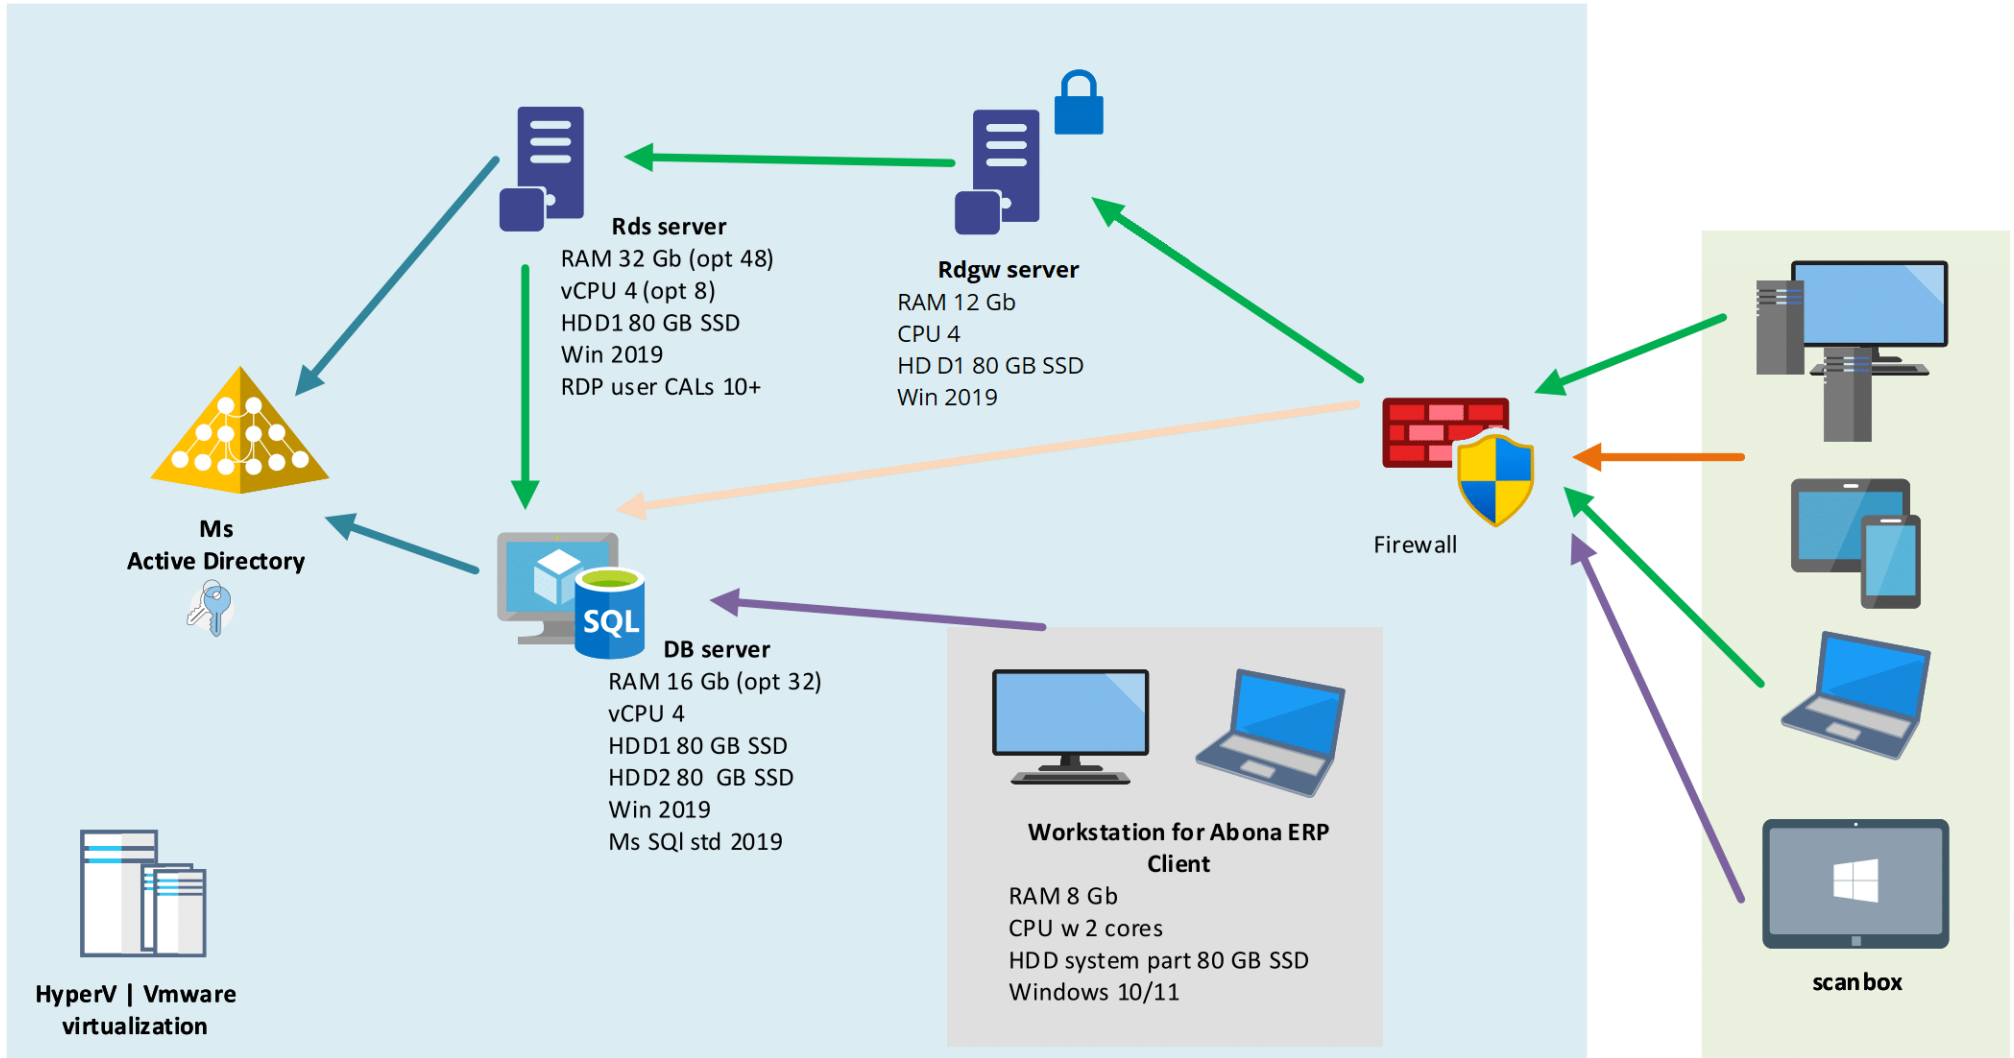 Rds server
RAM 32 Gb (opt 48)
vCPU 4 (opt 8)
HDD1 80 GB SSD
Win 2019
RDP user CALs 10+
Rdgw server
RAM 12 Gb
CPU 4
HD D1 80 GB SSD
Win 2019
Firewall
Ms
Active Directory
SQL
DB server
RAM 16 Gb (opt 32)
vCPU 4
HDD1 80 GB SSD
HDD2 80  GB SSD
Win 2019
Ms SQl std 2019
Workstation for Abona ERP
Client
RAM 8 Gb
CPU w 2 cores
HDD system part 80 GB SSD
Windows 10/11
HyperV | Vmware
virtualization
scanbox